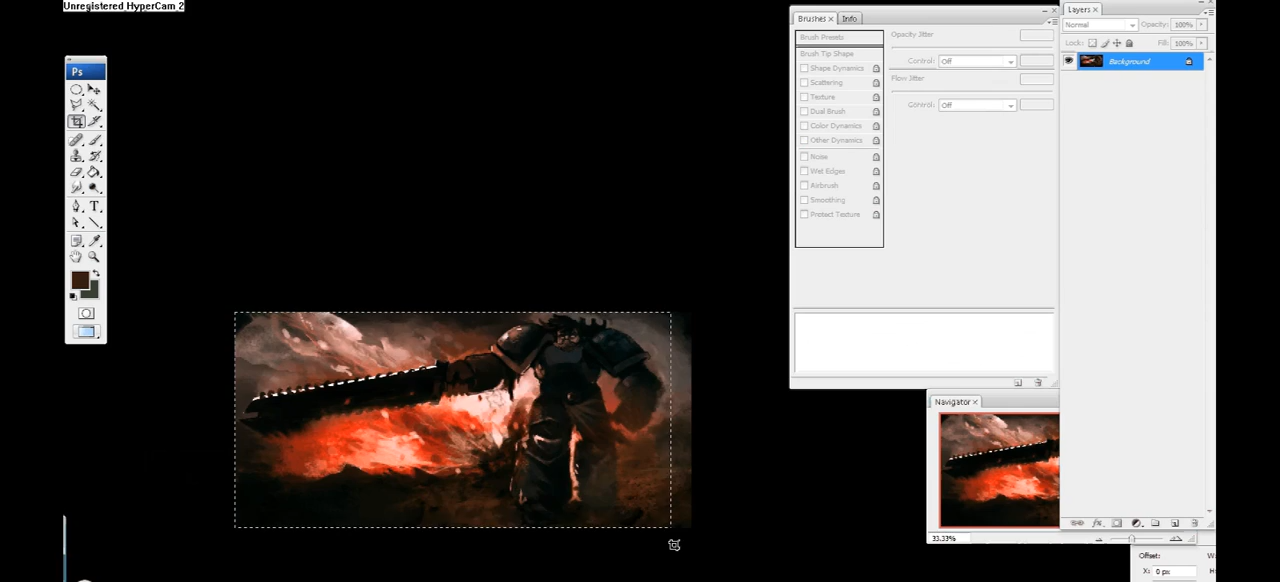 Unregistered HyperCam 2
Ps
T
Brushes × Info
Brush Presets
Brush Tip Shape
Shape Dynamics
Scattering
Texture
Dual Brush
Color Dynamics
Other Dynamics
Noise
Wet Edges
Airbrush
Smoothing
Protect Texture
Opacity Jitter
Control: Off
Flow Jitter
Control: Off
Layers ×
Normal Opacity: 100%
Lock: Fill: 100%
Background
fx
Navigator ×
33.33%
Offset: W:
X: 0 px H: